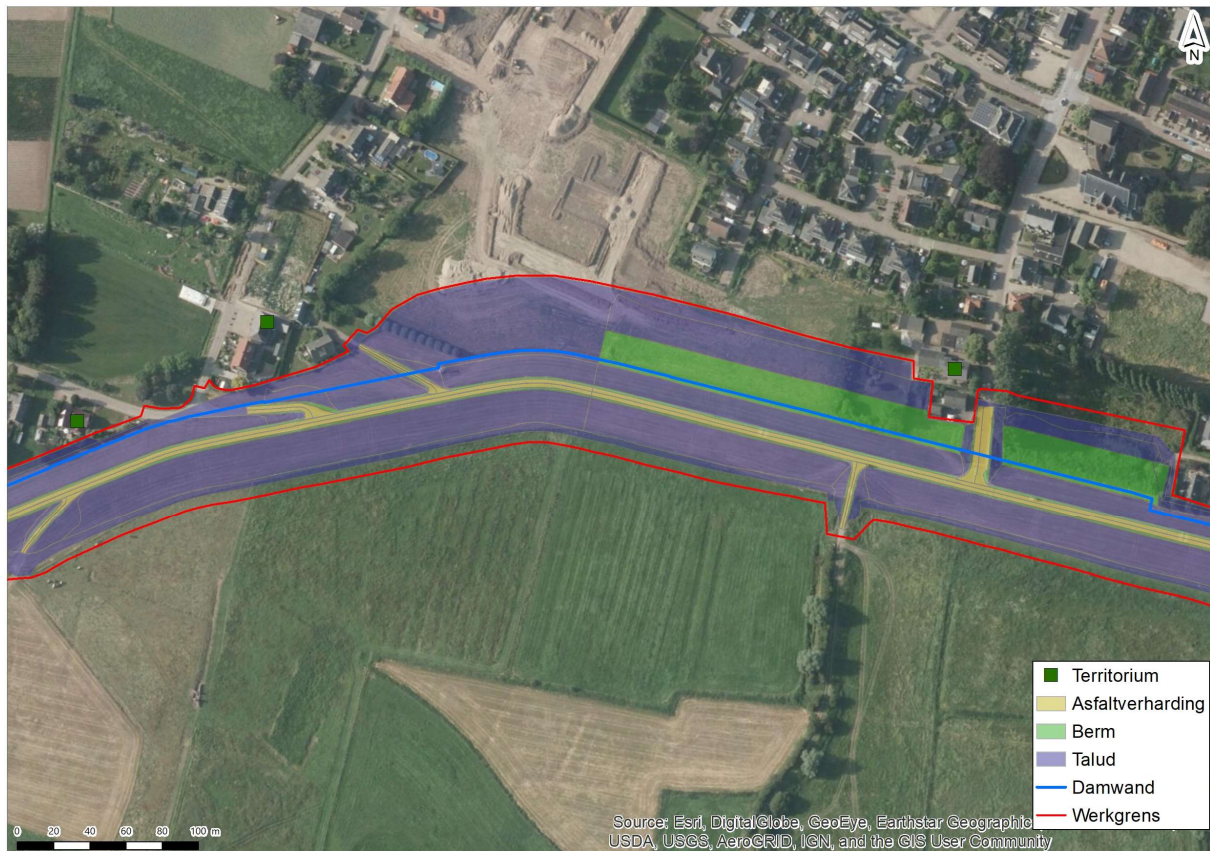 N
Territorium
Asfaltverharding
Berm
Talud
Damwand
Werkgrens
0 20 40 60 80 100 m
Source: Esri, DigitalGlobe, GeoEye, Earthstar Geographic
USDA, USGS, AeroGRID, IGN, and the GIS User Community